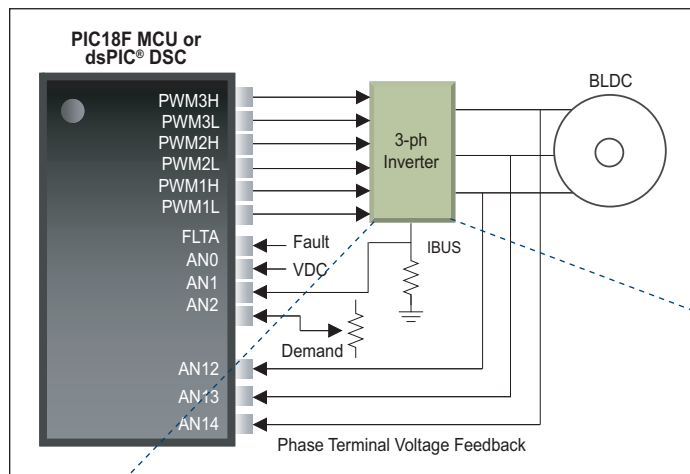 PIC18F MCU or
dsPIC® DSC
BLDC
PWM3H
PWM3L
PWM2H
PWM2L
PWM1H
PWM1L
3-ph
Inverter
FLTA
Fault
IBUS
AN0
VDC
AN1
AN2
Demand
AN12
AN13
AN14
Phase Terminal Voltage Feedback